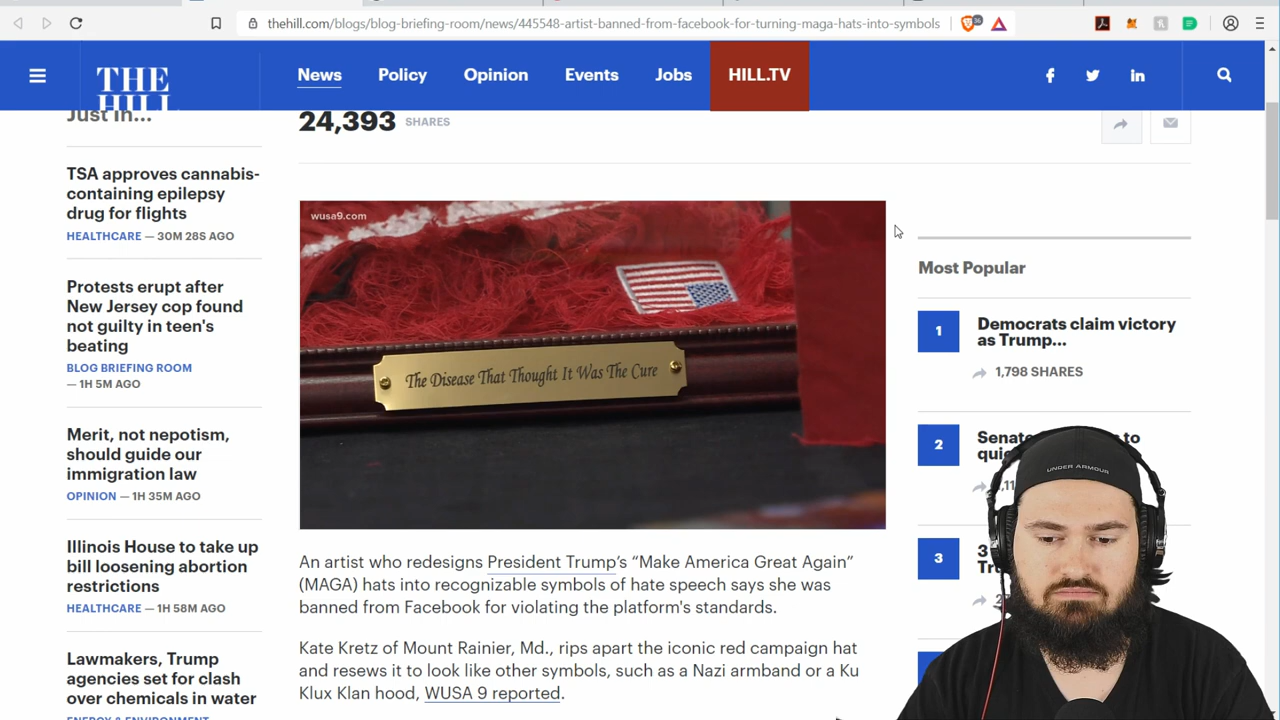 thehill.com/blogs/blog-briefing-room/news/445548-artist-banned-from-facebook-for-turning-maga-hats-into-symbols
36
THE
HILL
News
Policy
Opinion
Events
Jobs
HILL.TV
Just In...
TSA approves cannabis-
containing epilepsy
drug for flights
HEALTHCARE — 30M 28S AGO
Protests erupt after
New Jersey cop found
not guilty in teen's
beating
BLOG BRIEFING ROOM
— 1H 5M AGO
Merit, not nepotism,
should guide our
immigration law
OPINION — 1H 35M AGO
Illinois House to take up
bill loosening abortion
restrictions
HEALTHCARE — 1H 58M AGO
Lawmakers, Trump
agencies set for clash
over chemicals in water
ENERGY & ENVIRONMENT
24,393 SHARES
wusa9.com
The Disease That Thought It Was The Cure
An artist who redesigns President Trump's “Make America Great Again”
(MAGA) hats into recognizable symbols of hate speech says she was
banned from Facebook for violating the platform's standards.
Kate Kretz of Mount Rainier, Md., rips apart the iconic red campaign hat
and resews it to look like other symbols, such as a Nazi armband or a Ku
Klux Klan hood, WUSA 9 reported.
Most Popular
1
Democrats claim victory
as Trump...
1,798 SHARES
2
to
3
UNDER ARMOUR